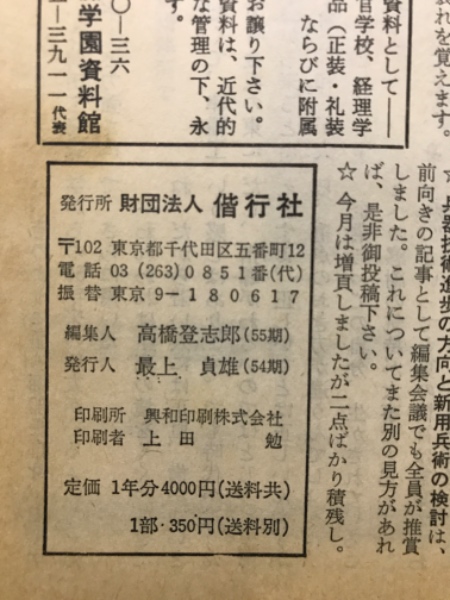 資料として――
官学校、経理学
品（正装・礼装
ならびに附属
お譲り下さい。
資料は、近代的
な管理の下、永
す。
〇―三六
学園資料館
―三九一一代表
れを覚えます。
☆兵器技術進歩の方向と新用兵術の検討は、
前向きの記事として編集会議でも全員が推賞
しました。これについてまた別の見方があれ
ば、是非御投稿下さい。
☆今月は増頁しましたが二点ばかり積残し。
発行所 財団法人 偕行社
〒102 東京都千代田区五番町12
電話 03(263)0851番(代)
振替 東京9－180617
編集人 高橋登志郎(55期)
発行人 最上 貞雄(54期)
印刷所 興和印刷株式会社
印刷者 上田 勉
定価 1年分4000円(送料共)
1部・350円(送料別)